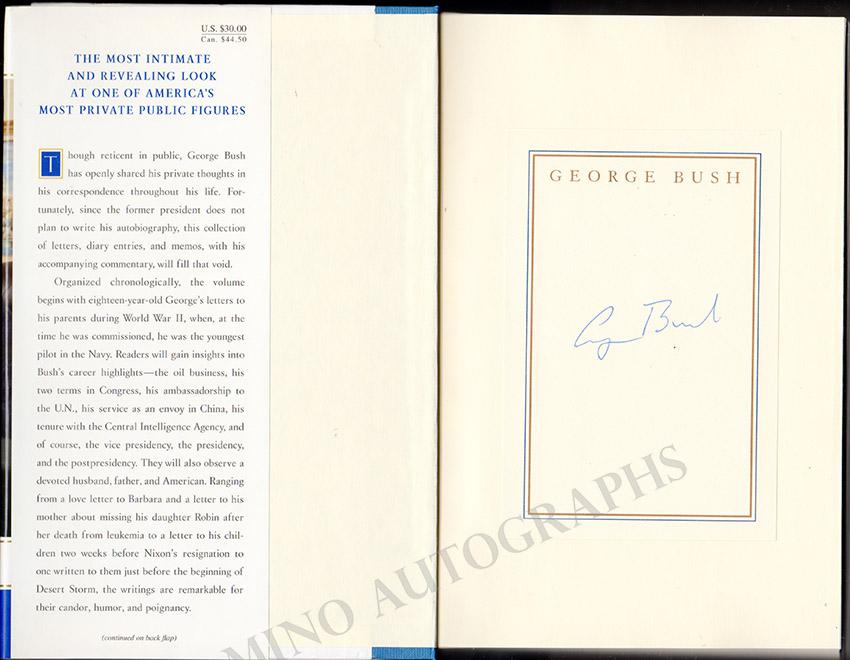 U.S. $30.00
Can. $44.50
THE MOST INTIMATE
AND REVEALING LOOK
AT ONE OF AMERICA'S
MOST PRIVATE PUBLIC FIGURES
Though reticent in public, George Bush
has openly shared his private thoughts in
his correspondence throughout his life. For-
tunately, since the former president does not
plan to write his autobiography, this collection
of letters, diary entries, and memos, with his
accompanying commentary, will fill that void.
Organized chronologically, the volume
begins with eighteen-year-old George's letters to
his parents during World War II, when, at the
time he was commissioned, he was the youngest
pilot in the Navy. Readers will gain insights into
Bush's career highlights—the oil business, his
two terms in Congress, his ambassadorship to
the U.N., his service as an envoy in China, his
tenure with the Central Intelligence Agency, and
of course, the vice presidency, the presidency,
and the postpresidency. They will also observe a
devoted husband, father, and American. Ranging
from a love letter to Barbara and a letter to his
mother about missing his daughter Robin after
her death from leukemia to a letter to his chil-
dren two weeks before Nixon's resignation to
one written to them just before the beginning of
Desert Storm, the writings are remarkable for
their candor, humor, and poignancy.
(continued on back flap)
GEORGE BUSH
G Bush
MINO AUTOGRAPHS